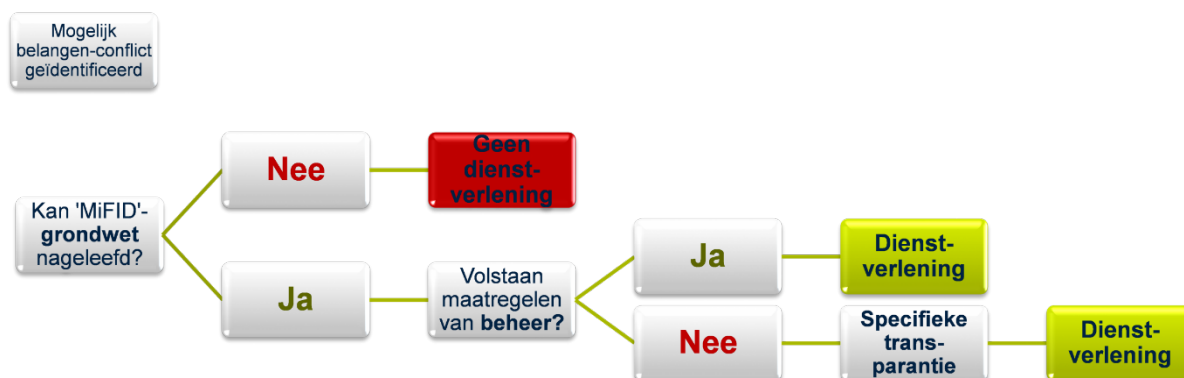 Mogelijk
belangen-conflict
geïdentificeerd
Nee
Geen
dienst-
verlening
Kan 'MiFID'-
grondwet
nageleefd?
Ja
Volstaan
maatregelen
van beheer?
Ja
Dienst-
verlening
Nee
Specifieke
trans-
parantie
Dienst-
verlening